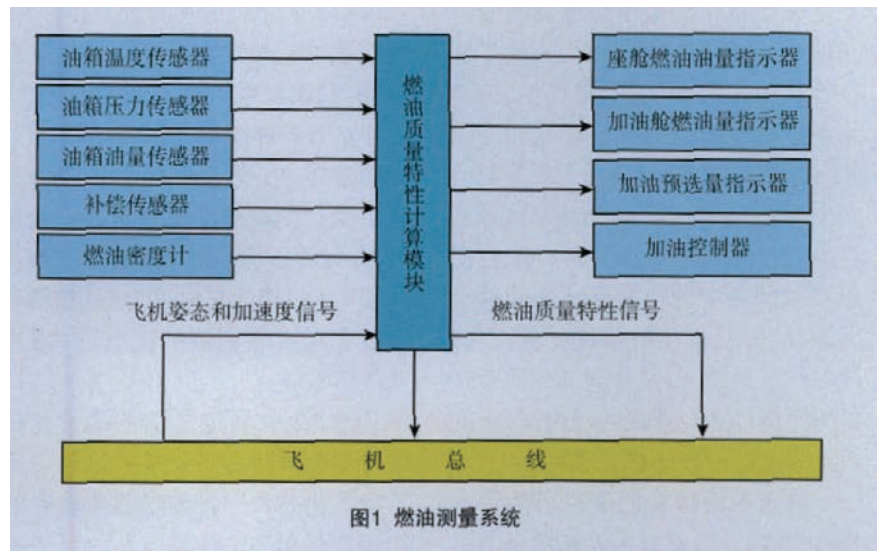 油箱温度传感器
油箱压力传感器
油箱油量传感器
补偿传感器
燃油密度计
燃油质量特性计算模块
座舱燃油油量指示器
加油舱燃油量指示器
加油预选量指示器
加油控制器
飞机姿态和加速度信号
燃油质量特性信号
飞机总线
图1 燃油测量系统